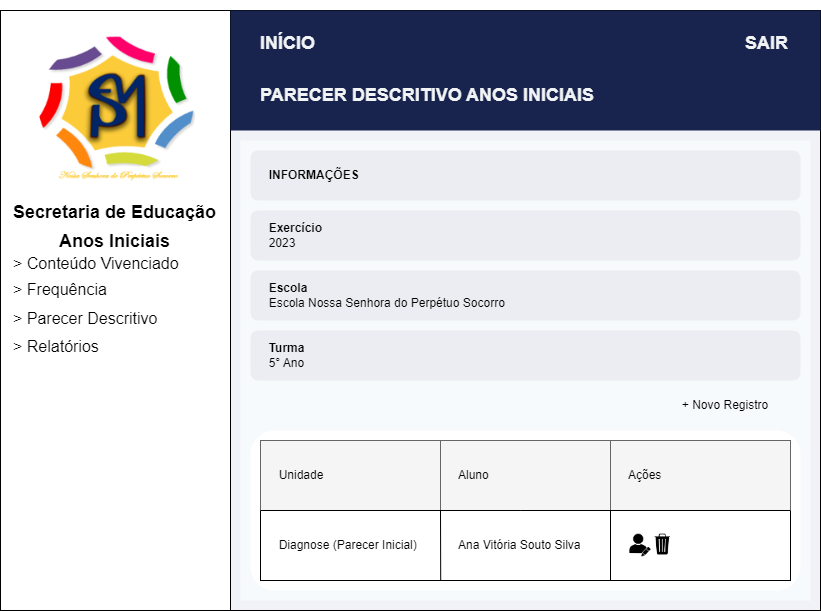 SM
Nossa Senhora do Perpétuo Socorro
Secretaria de Educação
Anos Iniciais
> Conteúdo Vivenciado
> Frequência
> Parecer Descritivo
> Relatórios
INÍCIO
SAIR
PARECER DESCRITIVO ANOS INICIAIS
INFORMAÇÕES
Exercício
2023
Escola
Escola Nossa Senhora do Perpétuo Socorro
Turma
5° Ano
+ Novo Registro
Unidade Aluno Ações
Diagnose (Parecer Inicial) Ana Vitória Souto Silva